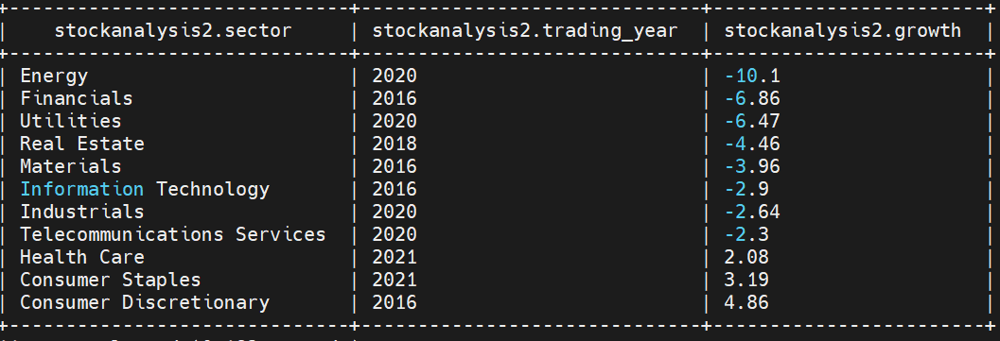 +----------------------------+----------------------------+----------------------+
|    stockanalysis2.sector     | stockanalysis2.trading_year  | stockanalysis2.growth  |
+----------------------------+----------------------------+----------------------+
| Energy                       | 2020                         | -10.1                  |
| Financials                   | 2016                         | -6.86                  |
| Utilities                    | 2020                         | -6.47                  |
| Real Estate                  | 2018                         | -4.46                  |
| Materials                    | 2016                         | -3.96                  |
| Information Technology       | 2016                         | -2.9                   |
| Industrials                  | 2020                         | -2.64                  |
| Telecommunications Services  | 2020                         | -2.3                   |
| Health Care                  | 2021                         | 2.08                   |
| Consumer Staples             | 2021                         | 3.19                   |
| Consumer Discretionary       | 2016                         | 4.86                   |
+----------------------------+----------------------------+----------------------+